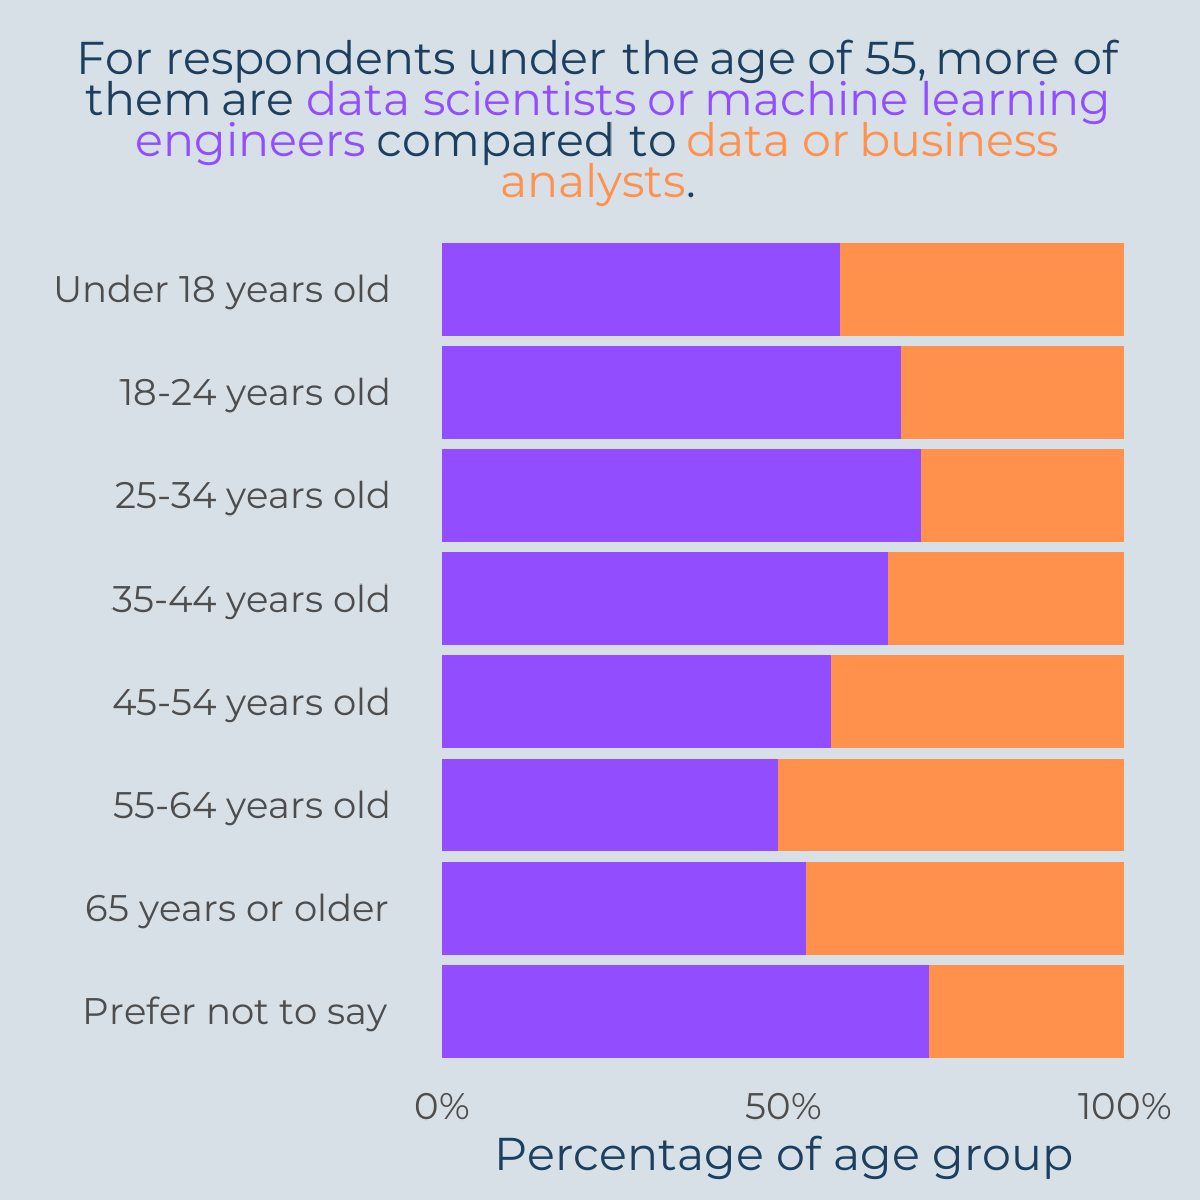 For respondents under the age of 55, more of
them are data scientists or machine learning
engineers compared to data or business
analysts.
Under 18 years old
18-24 years old
25-34 years old
35-44 years old
45-54 years old
55-64 years old
65 years or older
Prefer not to say
0% 50% 100%
Percentage of age group